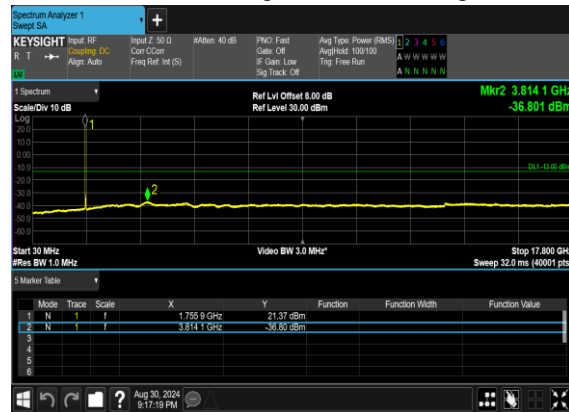 Spectrum Analyzer 1
Swept SA
+
KEYSIGHT Input: RF Input Z: 50 Ω #Atten: 40 dB PNO: Fast Avg Type: Power (RMS) 1 2 3 4 5 6
R T Coupling: DC Corr CCorr Gate: Off Avg|Hold: 100/100 A W W W W W
Align: Auto Freq Ref: Int (S) IF Gain: Low Trig: Free Run
Sig Track: Off A N N N N N
LXI
1 Spectrum Ref Lvl Offset 8.00 dB Mkr2 3.814 1 GHz
Scale/Div 10 dB Ref Level 30.00 dBm -36.801 dBm
Log
20.0
10.0
0.00
-10.0
DL1 -13.00 dBm
-20.0
-30.0
-40.0
-50.0
-60.0
1
2
Start 30 MHz Video BW 3.0 MHz* Stop 17.800 GHz
#Res BW 1.0 MHz Sweep 32.0 ms (40001 pts)
5 Marker Table
Mode Trace Scale X Y Function Function Width Function Value
1 N 1 f 1.755 9 GHz 21.37 dBm
2 N 1 f 3.814 1 GHz -36.80 dBm
3
4
5
6
? Aug 30, 2024
9:17:19 PM